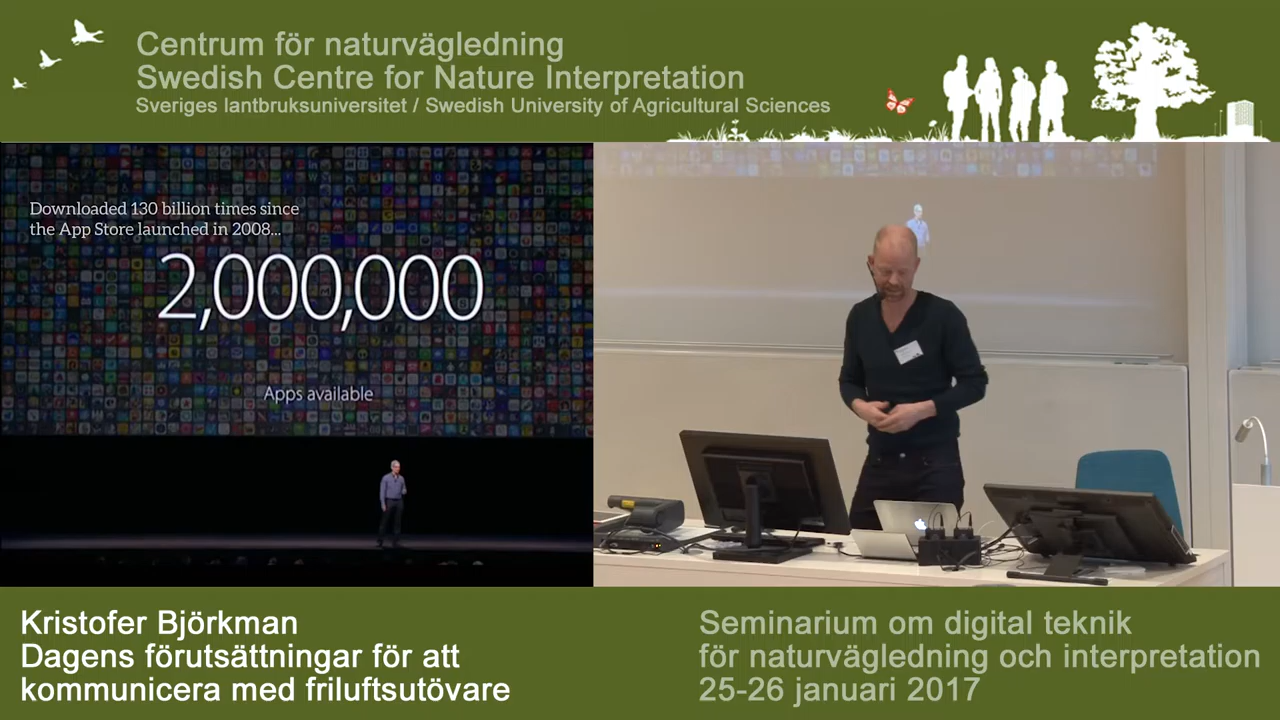 Centrum för naturvägledning
Swedish Centre for Nature Interpretation
Sveriges lantbruksuniversitet / Swedish University of Agricultural Sciences
Downloaded 130 billion times since
the App Store launched in 2008...
2,000,000
Apps available
Kristofer Björkman
Dagens förutsättningar för att
kommunicera med friluftsutövare
Seminarium om digital teknik
för naturvägledning och interpretation
25-26 januari 2017